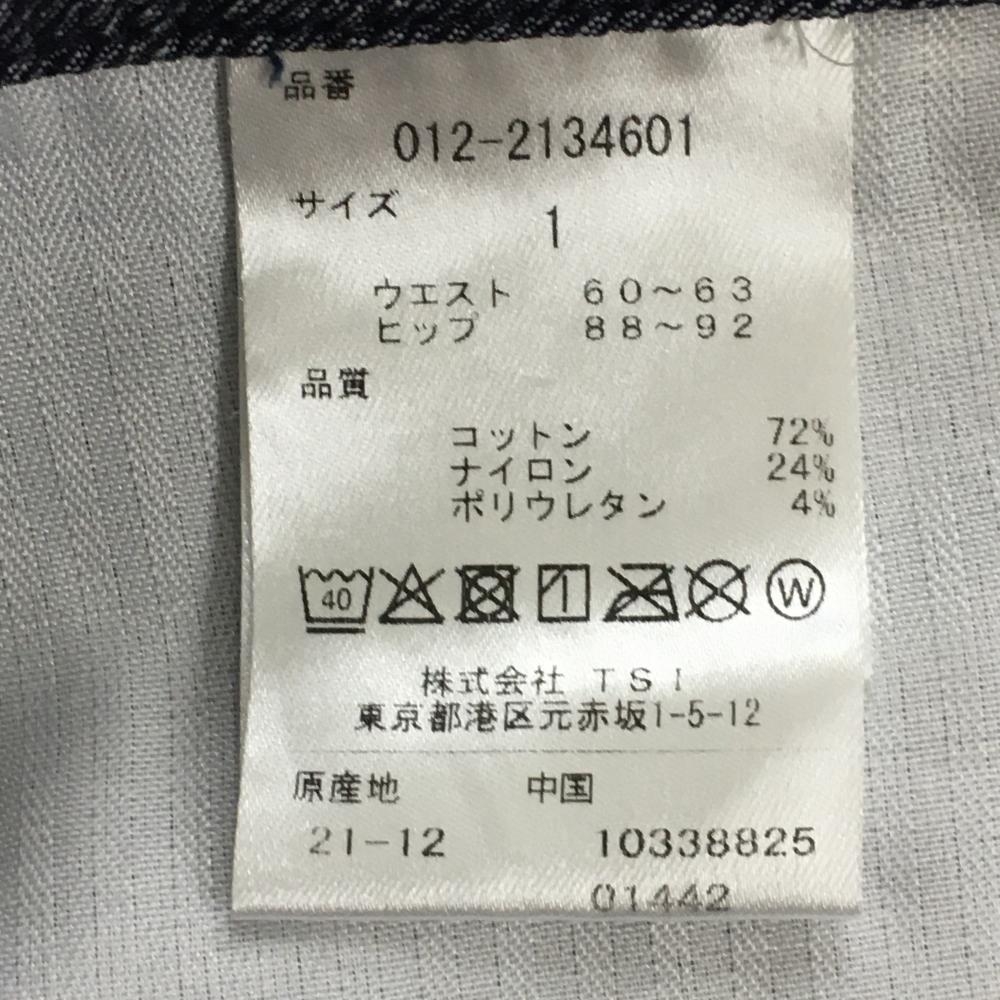 品番
012-2134601
サイズ
1
ウエスト 60～63
ヒップ 88～92
品質
コットン 72%
ナイロン 24%
ポリウレタン 4%
40 W
株式会社 TSI
東京都港区元赤坂1-5-12
原産地 中国
21-12 10338825
01442